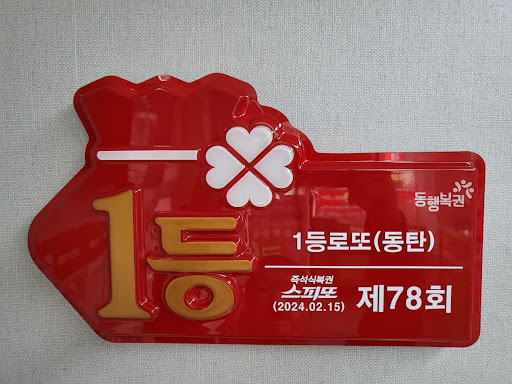 1등
동행복권
1등로또(동탄)
즉석식복권
스피또
(2024.02.15)
제78회